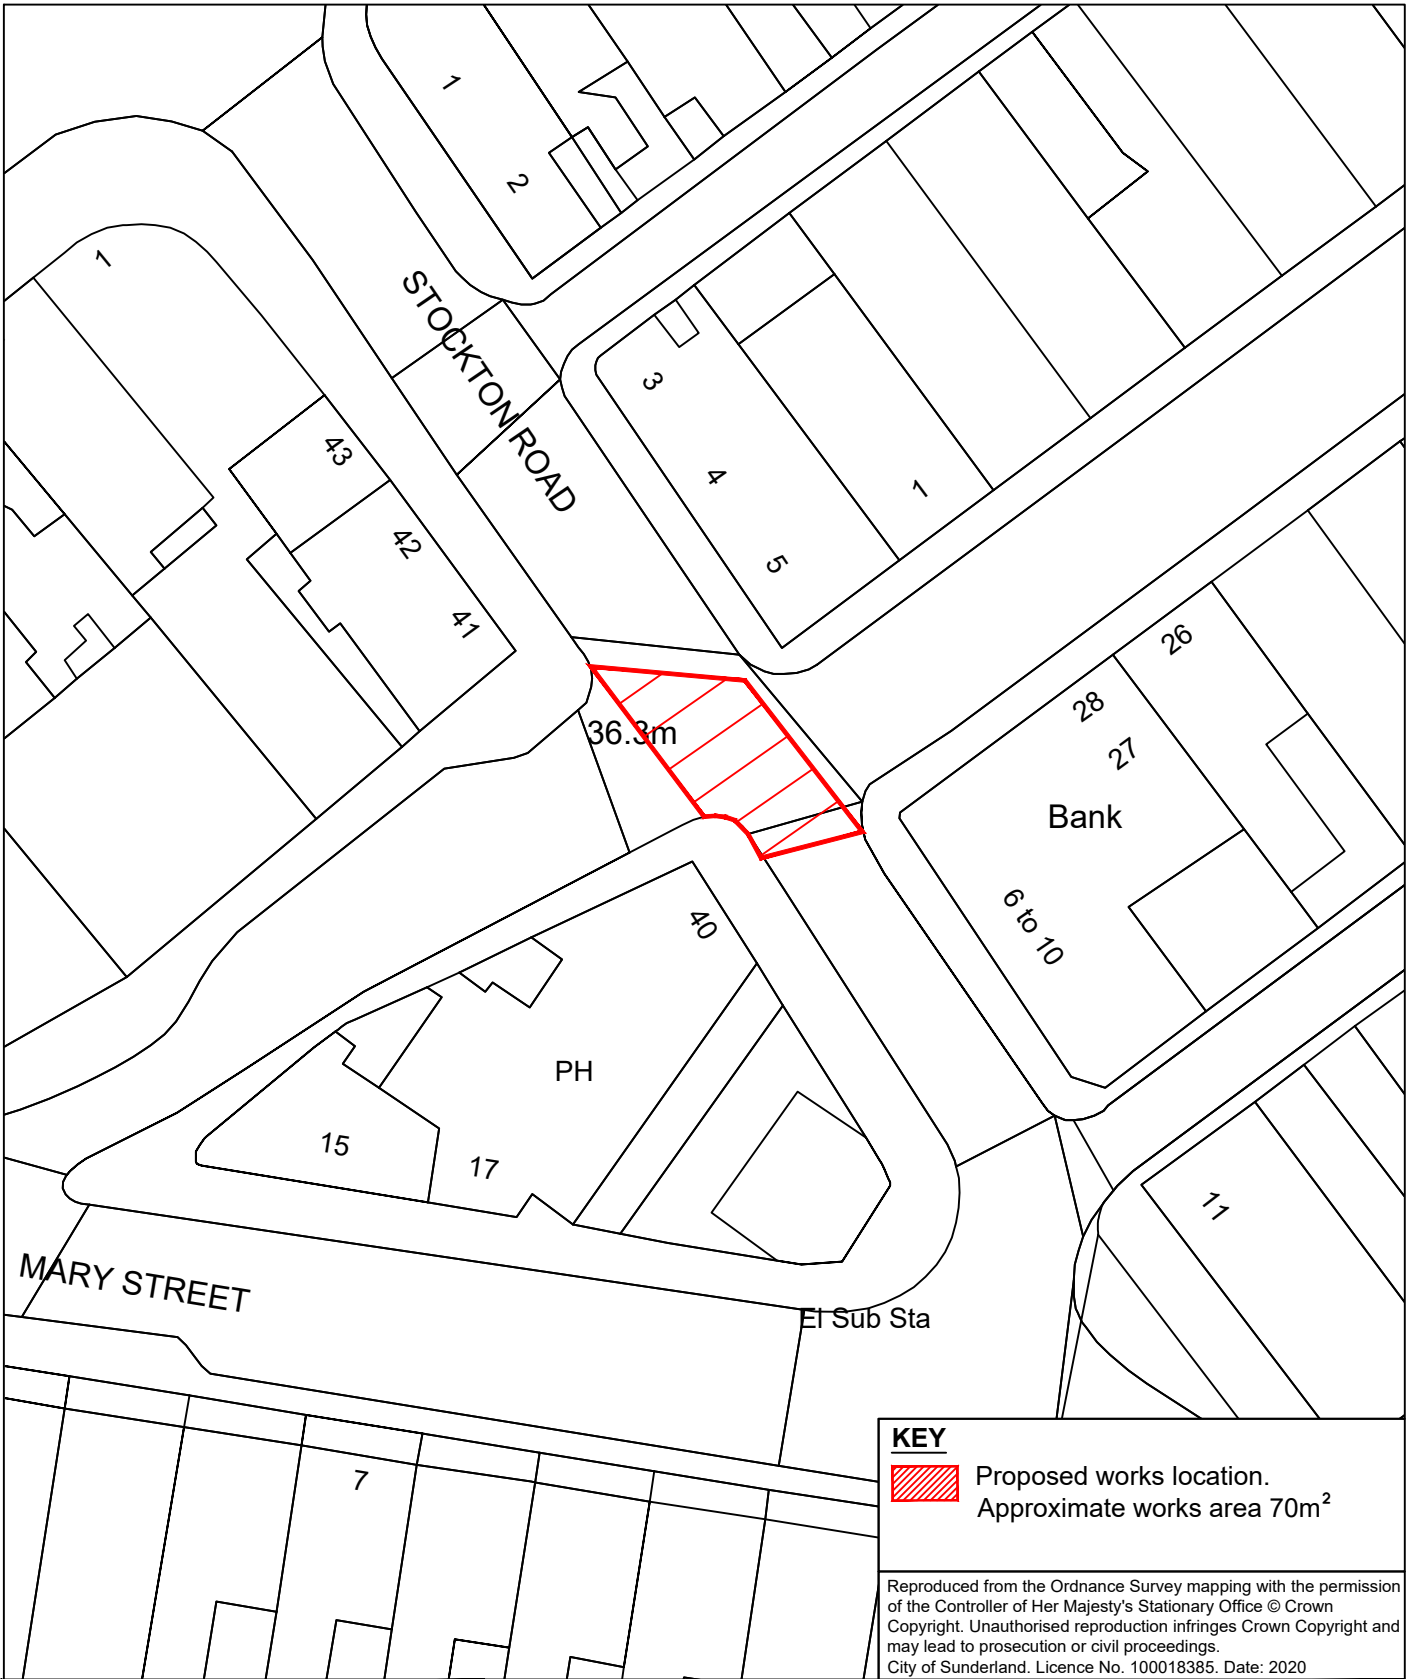 1
2
1
STOCKTON ROAD
3
43
4
1
42
5
41
26
28
36.3m
27
Bank
40
6 to 10
PH
15
17
11
MARY STREET
El Sub Sta
7
KEY
Proposed works location.
Approximate works area 70m²
Reproduced from the Ordnance Survey mapping with the permission
of the Controller of Her Majesty's Stationary Office © Crown
Copyright. Unauthorised reproduction infringes Crown Copyright and
may lead to prosecution or civil proceedings.
City of Sunderland. Licence No. 100018385. Date: 2020